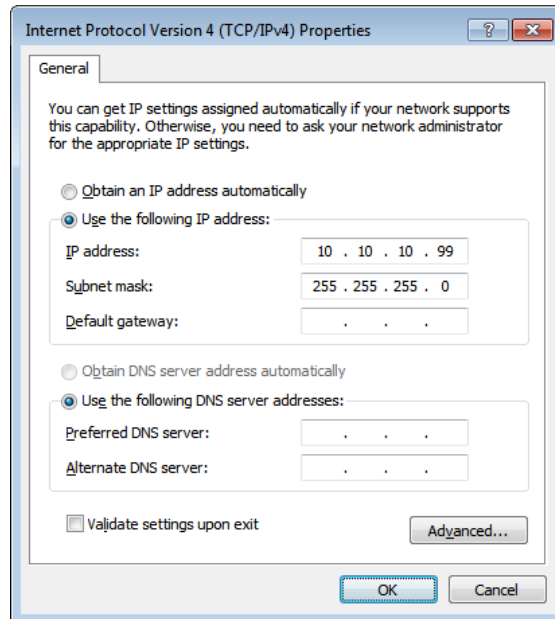 Internet Protocol Version 4 (TCP/IPv4) Properties
General
You can get IP settings assigned automatically if your network supports
this capability. Otherwise, you need to ask your network administrator
for the appropriate IP settings.
Obtain an IP address automatically
Use the following IP address:
IP address: 10 . 10 . 10 . 99
Subnet mask: 255 . 255 . 255 . 0
Default gateway: . . .
Obtain DNS server address automatically
Use the following DNS server addresses:
Preferred DNS server: . . .
Alternate DNS server: . . .
Validate settings upon exit
Advanced...
OK Cancel